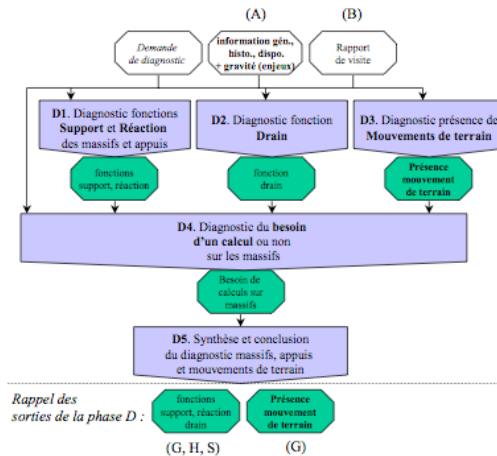 (A)
(B)
Demande
de diagnostic
information gén.,
histo., dispo.
+ gravité (enjeux)
Rapport
de visite
D1. Diagnostic fonctions
Support et Réaction
des massifs et appuis
D2. Diagnostic fonction
Drain
D3. Diagnostic présence de
Mouvements de terrain
fonctions
support, réaction
fonction
drain
Présence
mouvement
de terrain
D4. Diagnostic du besoin
d'un calcul ou non
sur les massifs
Besoin de
calculs sur
massifs
D5. Synthèse et conclusion
du diagnostic massifs, appuis
et mouvements de terrain
Rappel des
sorties de la phase D :
fonctions
support, réaction
drain
Présence
mouvement
de terrain
(G, H, S)
(G)